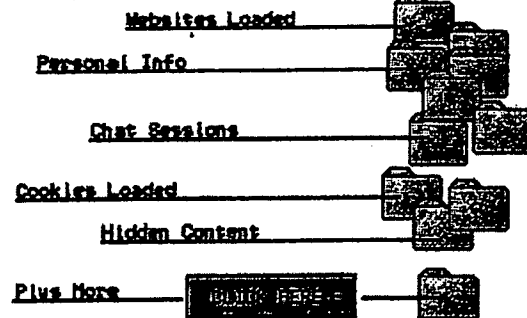 Websites Loaded
Personal Info
Chat Sessions
Cookies Loaded
Hidden Content
Plus More